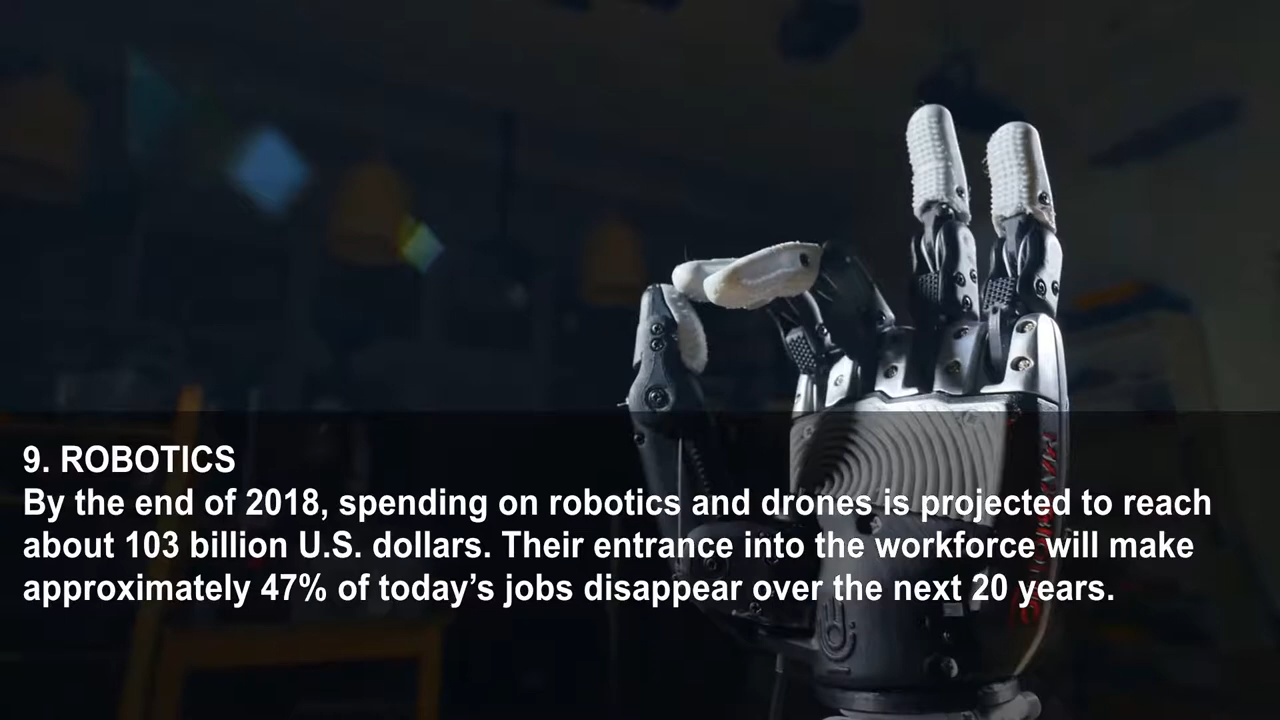 9. ROBOTICS
By the end of 2018, spending on robotics and drones is projected to reach
about 103 billion U.S. dollars. Their entrance into the workforce will make
approximately 47% of today’s jobs disappear over the next 20 years.